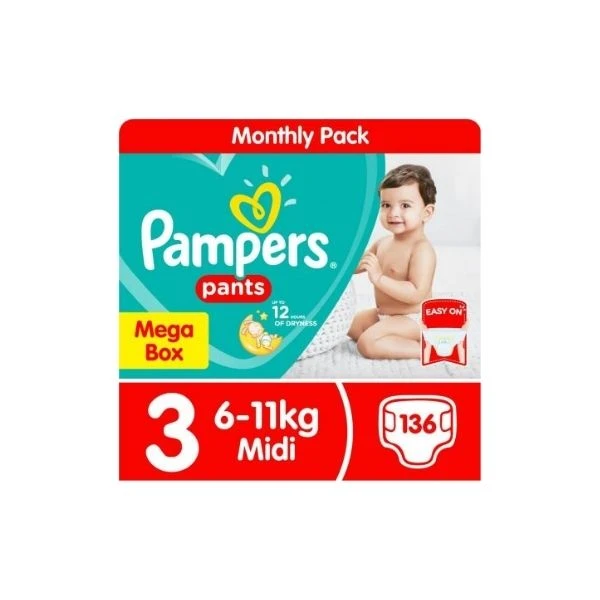 Monthly Pack
Pampers®
pants
UP TO
12 HOURS
OF DRYNESS
Mega
Box
EASY ON
3
6-11kg
Midi
136